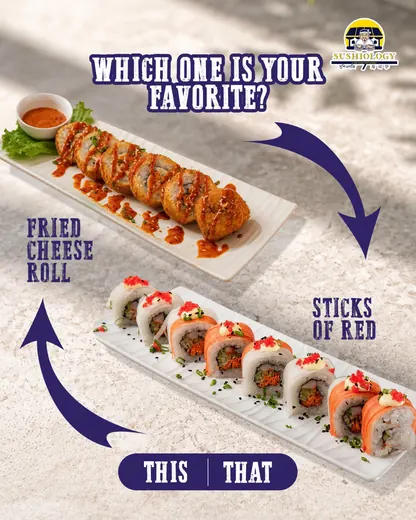 SUSHIOLOGY
WHICH ONE IS YOUR
FAVORITE?
FRIED
CHEESE
ROLL
STICKS
OF RED
THIS | THAT